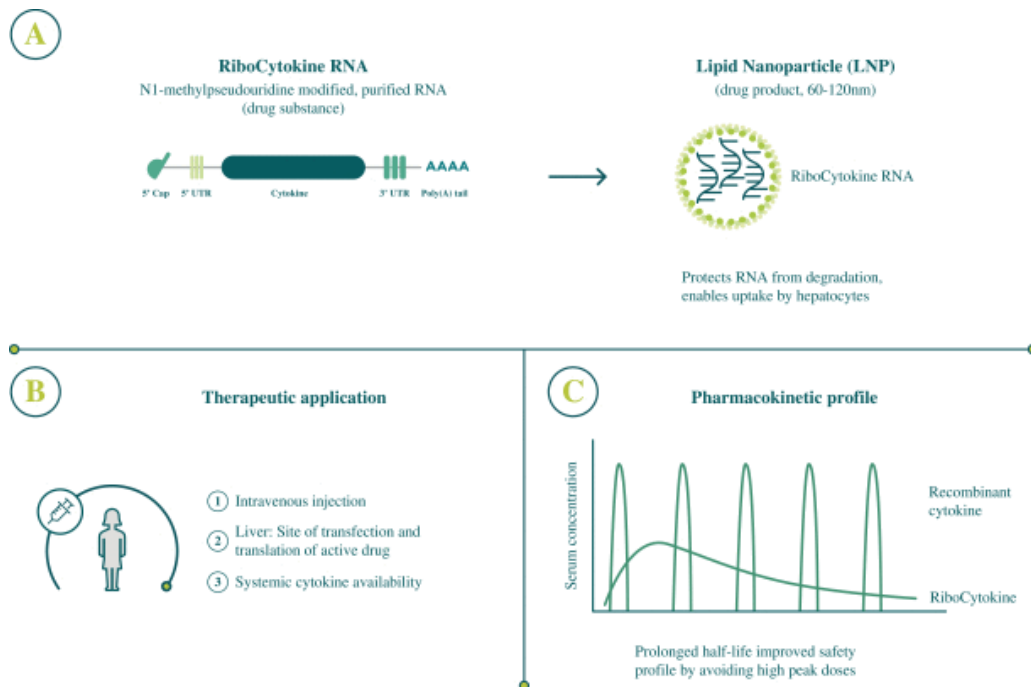 A
RiboCytokine RNA
N1-methylpseudouridine modified, purified RNA
(drug substance)
AAAA
5' Cap
5' UTR
Cytokine
3' UTR
Poly(A) tail
Lipid Nanoparticle (LNP)
(drug product, 60-120nm)
RiboCytokine RNA
Protects RNA from degradation,
enables uptake by hepatocytes
B
Therapeutic application
1 Intravenous injection
2 Liver: Site of transfection and
translation of active drug
3 Systemic cytokine availability
C
Pharmacokinetic profile
Serum concentration
Recombinant
cytokine
RiboCytokine
Prolonged half-life improved safety
profile by avoiding high peak doses